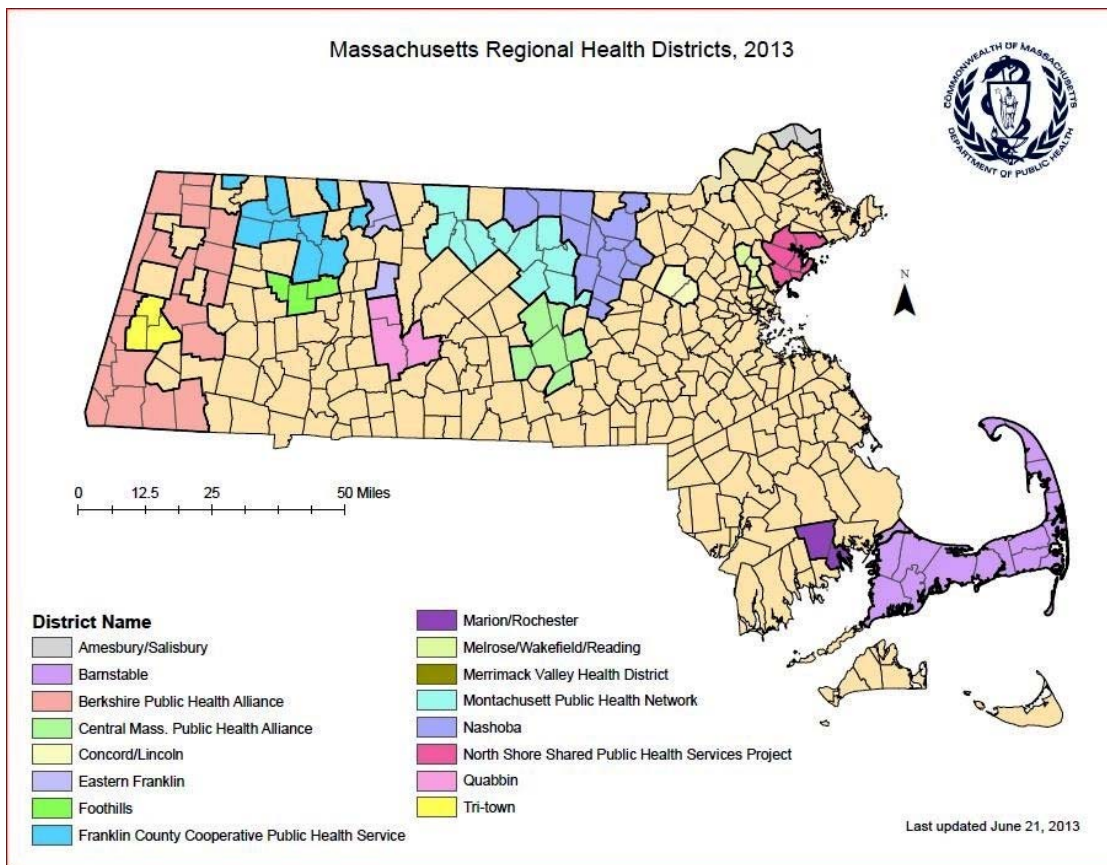 Massachusetts Regional Health Districts, 2013
COMMONWEALTH OF MASSACHUSETTS
DEPARTMENT OF PUBLIC HEALTH
N
0 12.5 25 50 Miles
District Name
Amesbury/Salisbury
Barnstable
Berkshire Public Health Alliance
Central Mass. Public Health Alliance
Concord/Lincoln
Eastern Franklin
Foothills
Franklin County Cooperative Public Health Service
Marion/Rochester
Melrose/Wakefield/Reading
Merrimack Valley Health District
Montachusett Public Health Network
Nashoba
North Shore Shared Public Health Services Project
Quabbin
Tri-town
Last updated June 21, 2013